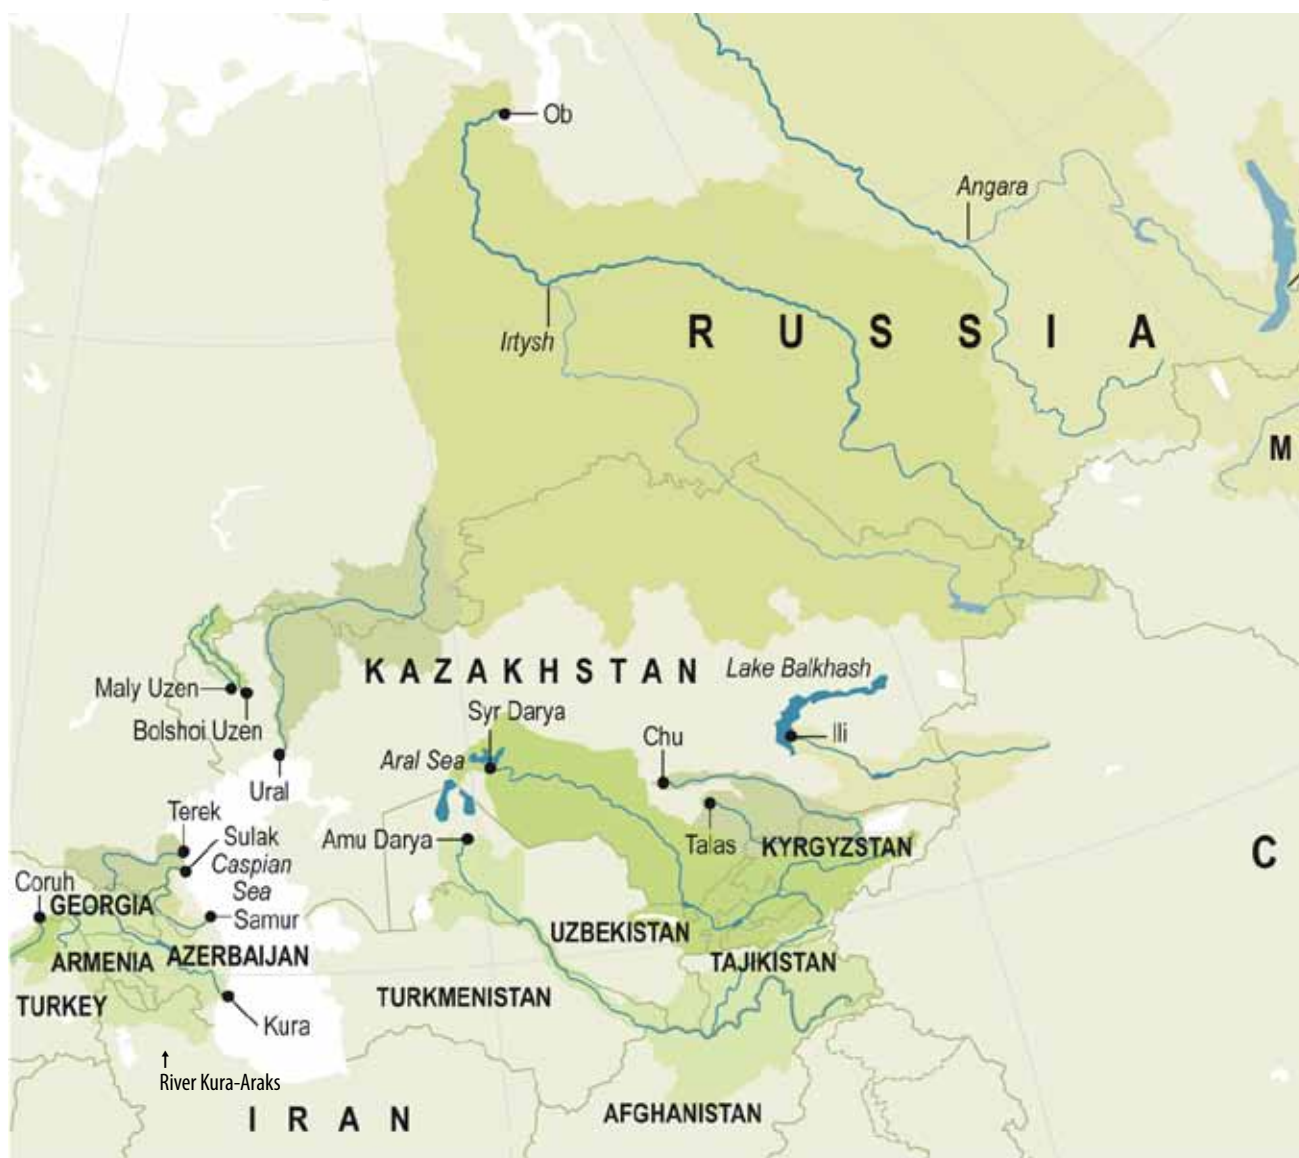 Ob
Angara
RUSSIA
Irtysh
M
KAZAKHSTAN
Lake Balkhash
Maly Uzen
Bolshoi Uzen
Syr Darya
Chu
Ili
Aral Sea
Ural
Terek
Sulak
Amu Darya
Talas
KYRGYZSTAN
C
Caspian
Sea
Coruh
GEORGIA
Samur
UZBEKISTAN
ARMENIA
AZERBAIJAN
TAJIKISTAN
TURKEY
TURKMENISTAN
Kura
River Kura-Araks
IRAN
AFGHANISTAN